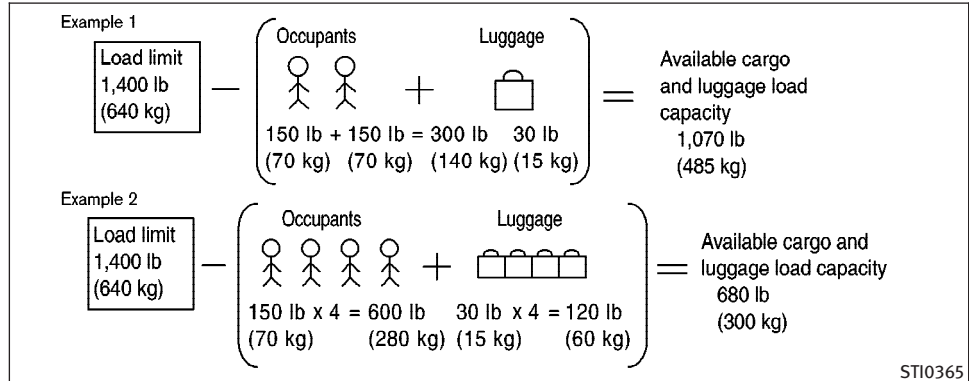 Example 1
Load limit
1,400 lb
(640 kg)
—
Occupants
+
Luggage
150 lb + 150 lb = 300 lb 30 lb
(70 kg) (70 kg) (140 kg) (15 kg)
=
Available cargo
and luggage load
capacity
1,070 lb
(485 kg)
Example 2
Load limit
1,400 lb
(640 kg)
—
Occupants
+
Luggage
150 lb x 4 = 600 lb 30 lb x 4 = 120 lb
(70 kg) (280 kg) (15 kg) (60 kg)
=
Available cargo and
luggage load capacity
680 lb
(300 kg)
STI0365